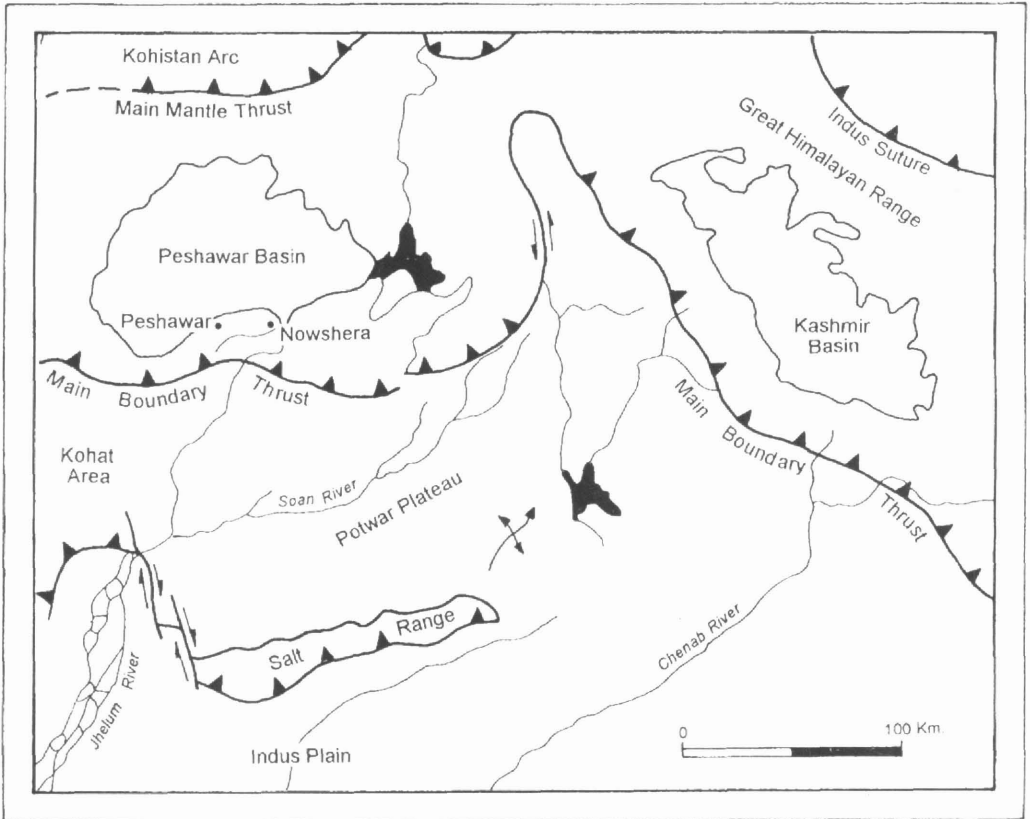 Kohistan Arc
Main Mantle Thrust
Indus Suture
Great Himalayan Range
Peshawar Basin
Peshawar
Nowshera
Kashmir
Basin
Main Boundary Thrust
Main Boundary Thrust
Kohat
Area
Soan River
Potwar Plateau
Salt Range
Chenab River
Jhelum River
Indus Plain
0 100 Km.